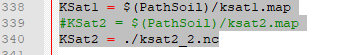 338 KSat1 = $(PathSoil)/ksat1.map
339 #KSat2 = $(PathSoil)/ksat2.map
340 KSat2 = ./ksat2_2.nc